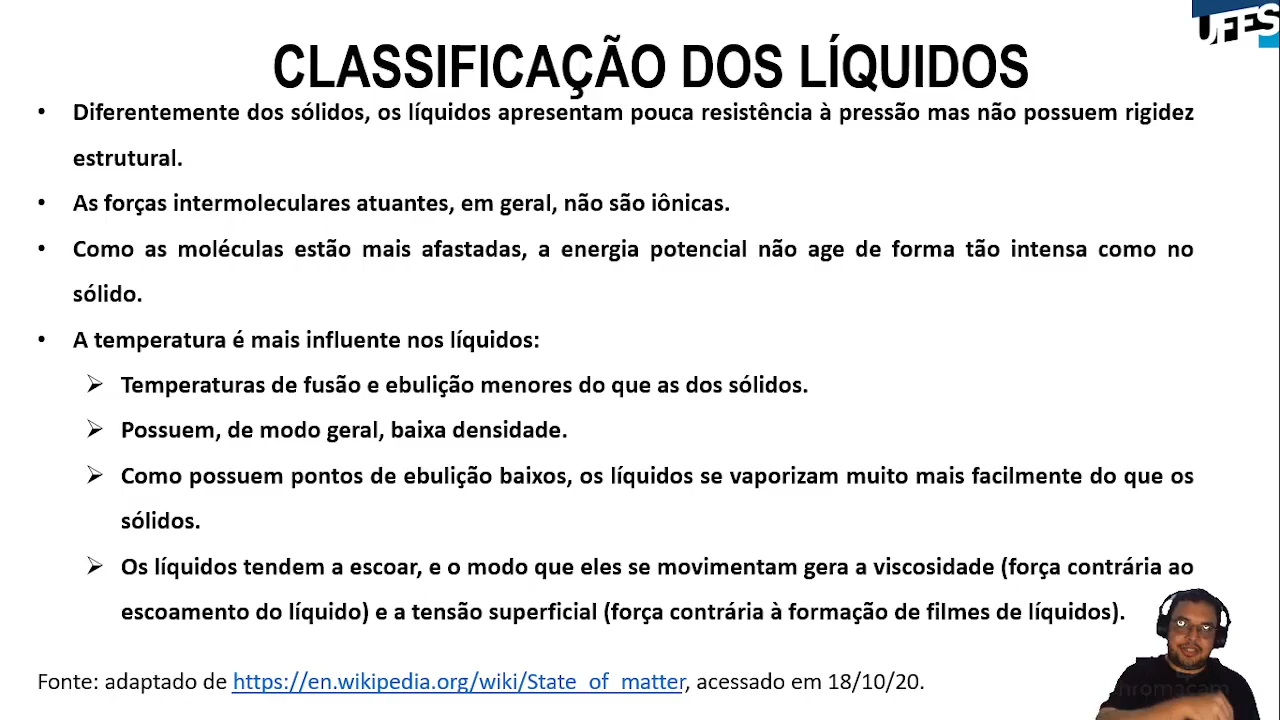 UFES
CLASSIFICAÇÃO DOS LÍQUIDOS
• Diferentemente dos sólidos, os líquidos apresentam pouca resistência à pressão mas não possuem rigidez
estrutural.
• As forças intermoleculares atuantes, em geral, não são iônicas.
• Como as moléculas estão mais afastadas, a energia potencial não age de forma tão intensa como no
sólido.
• A temperatura é mais influente nos líquidos:
➢ Temperaturas de fusão e ebulição menores do que as dos sólidos.
➢ Possuem, de modo geral, baixa densidade.
➢ Como possuem pontos de ebulição baixos, os líquidos se vaporizam muito mais facilmente do que os
sólidos.
➢ Os líquidos tendem a escoar, e o modo que eles se movimentam gera a viscosidade (força contrária ao
escoamento do líquido) e a tensão superficial (força contrária à formação de filmes de líquidos).
Fonte: adaptado de https://en.wikipedia.org/wiki/State_of_matter, acessado em 18/10/20.